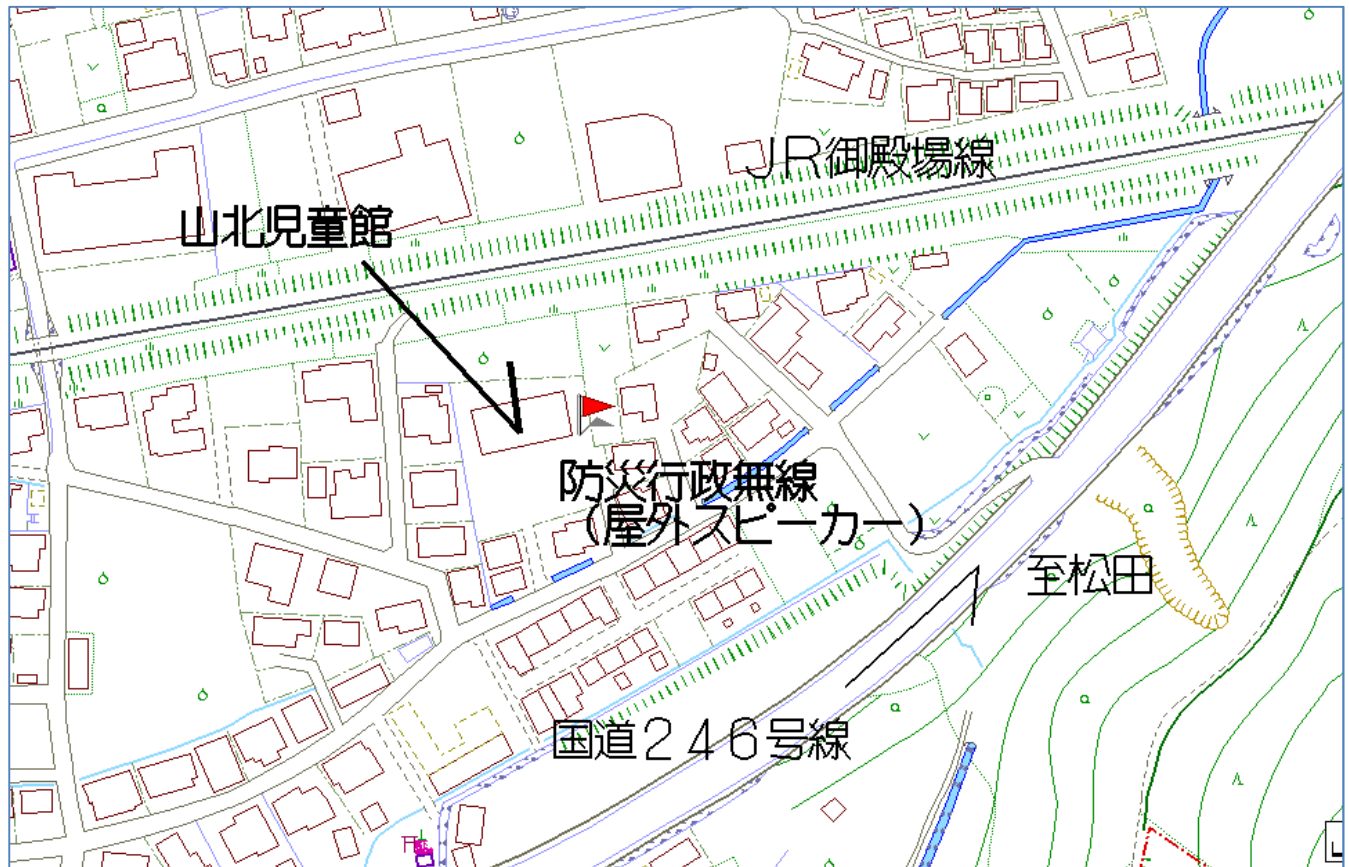 JR御殿場線
山北児童館
防災行政無線
（屋外スピーカー）
至松田
国道２４６号線